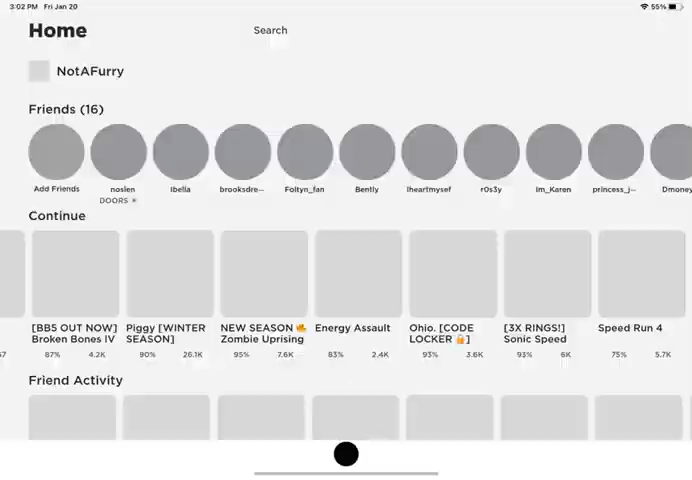 3:02 PM Fri Jan 20
55%
Home
Search
NotAFurry
Friends (16)
Add Friends
noslen
Ibella
brooksdre...
Foltyn_fan
Bently
Iheartmysef
r0s3y
Im_Karen
princess_j...
Dmoney
DOORS
Continue
[BB5 OUT NOW] Broken Bones IV
Piggy [WINTER SEASON]
NEW SEASON 🔥 Zombie Uprising
Energy Assault
Ohio. [CODE LOCKER 🔓]
[3X RINGS!] Sonic Speed
Speed Run 4
87% 4.2K
90% 26.1K
95% 7.6K
83% 2.4K
93% 3.6K
93% 6K
75% 5.7K
Friend Activity